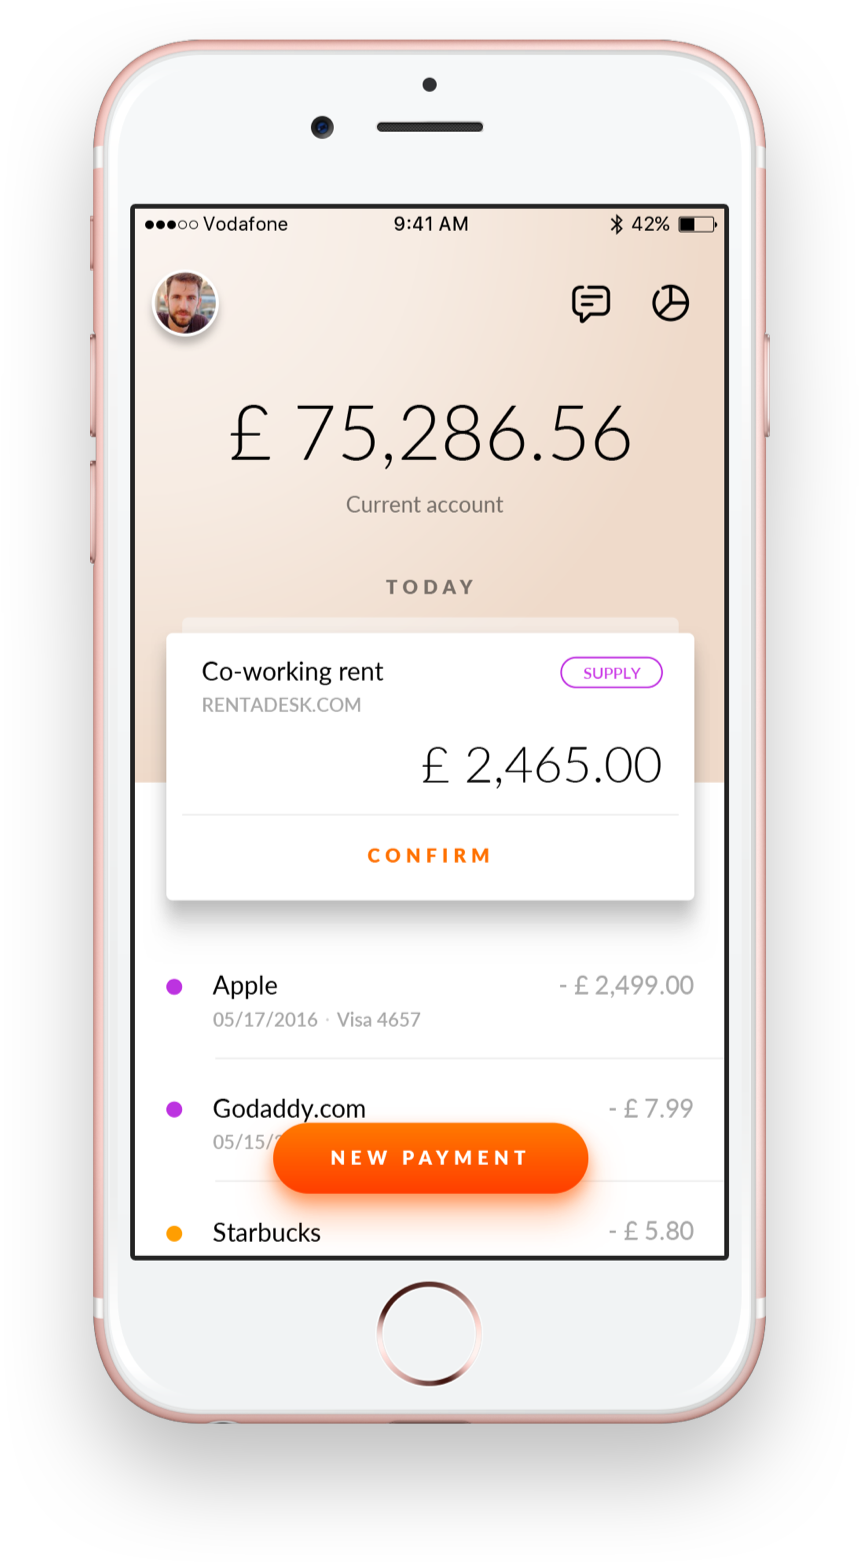 ●●●○○ Vodafone 9:41 AM 42%
£ 75,286.56
Current account
TODAY
Co-working rent SUPPLY
RENTADESK.COM
£ 2,465.00
CONFIRM
Apple - £ 2,499.00
05/17/2016 · Visa 4657
Godaddy.com - £ 7.99
05/15/2
NEW PAYMENT
Starbucks - £ 5.80